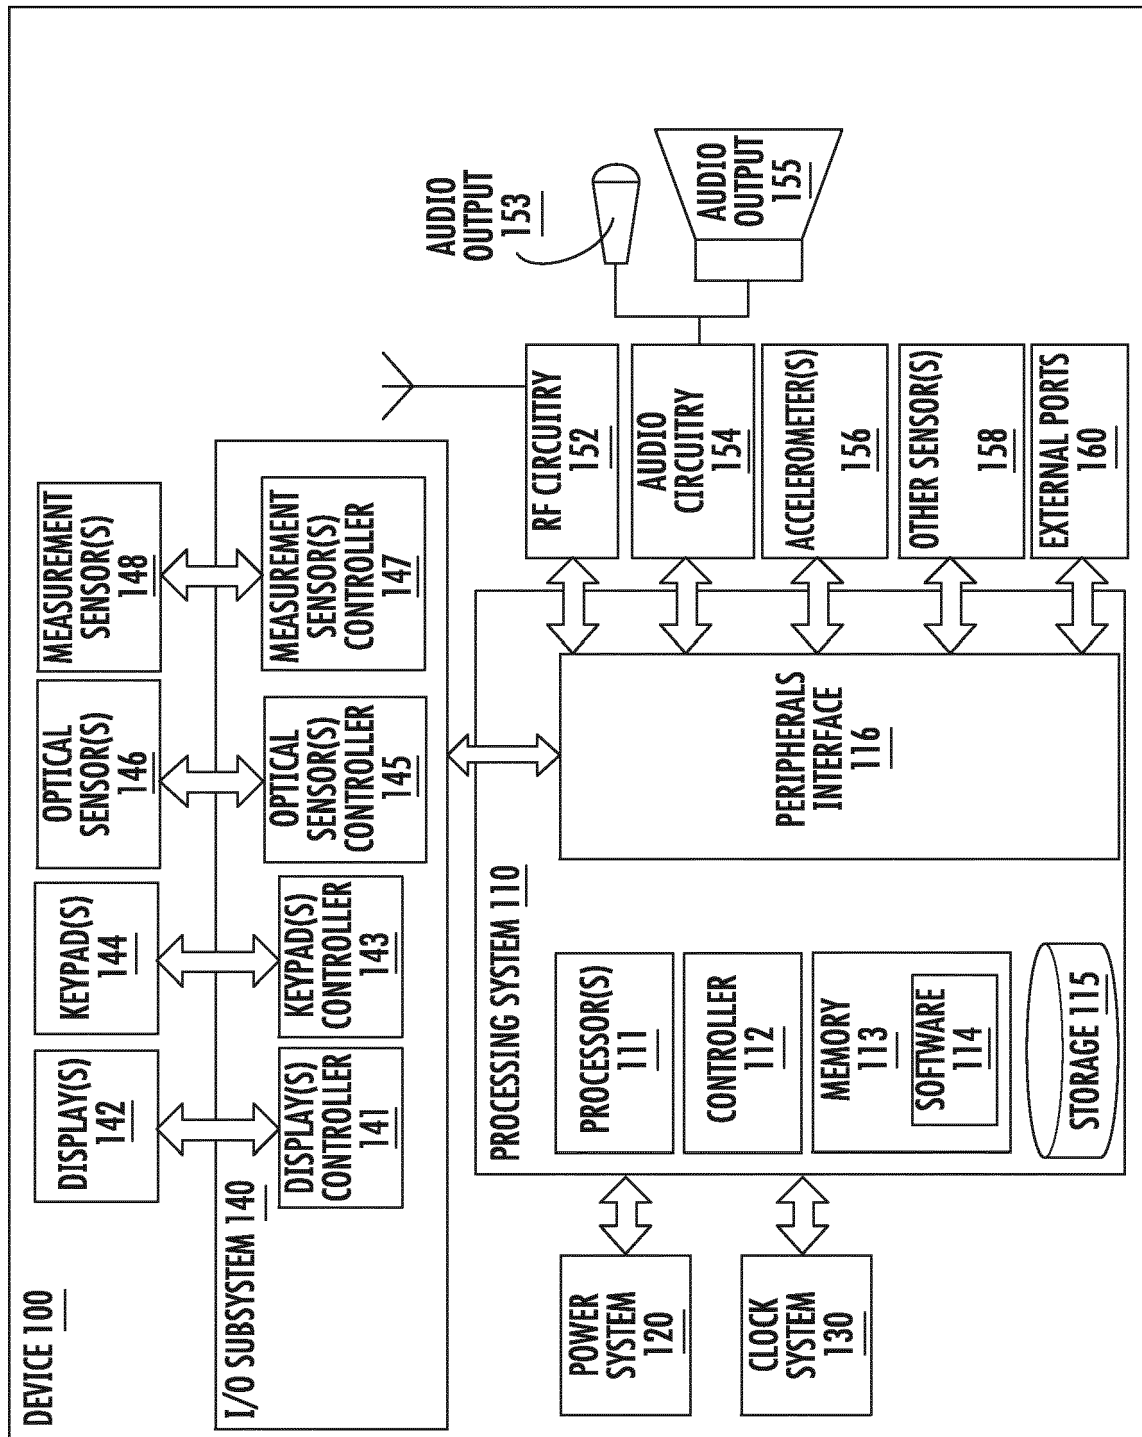 DEVICE 100
DISPLAY(S)
142
KEYPAD(S)
144
OPTICAL
SENSOR(S)
146
MEASUREMENT
SENSOR(S)
148
I/O SUBSYSTEM 140
DISPLAY(S)
CONTROLLER
141
KEYPAD(S)
CONTROLLER
143
OPTICAL
SENSOR(S)
CONTROLLER
145
MEASUREMENT
SENSOR(S)
CONTROLLER
147
POWER
SYSTEM
120
CLOCK
SYSTEM
130
PROCESSING SYSTEM 110
PROCESSOR(S)
111
CONTROLLER
112
MEMORY
113
SOFTWARE
114
STORAGE 115
PERIPHERALS
INTERFACE
116
RF CIRCUITRY
152
AUDIO
CIRCUITRY
154
ACCELEROMETER(S)
156
OTHER SENSOR(S)
158
EXTERNAL PORTS
160
AUDIO
OUTPUT
153
AUDIO
OUTPUT
155